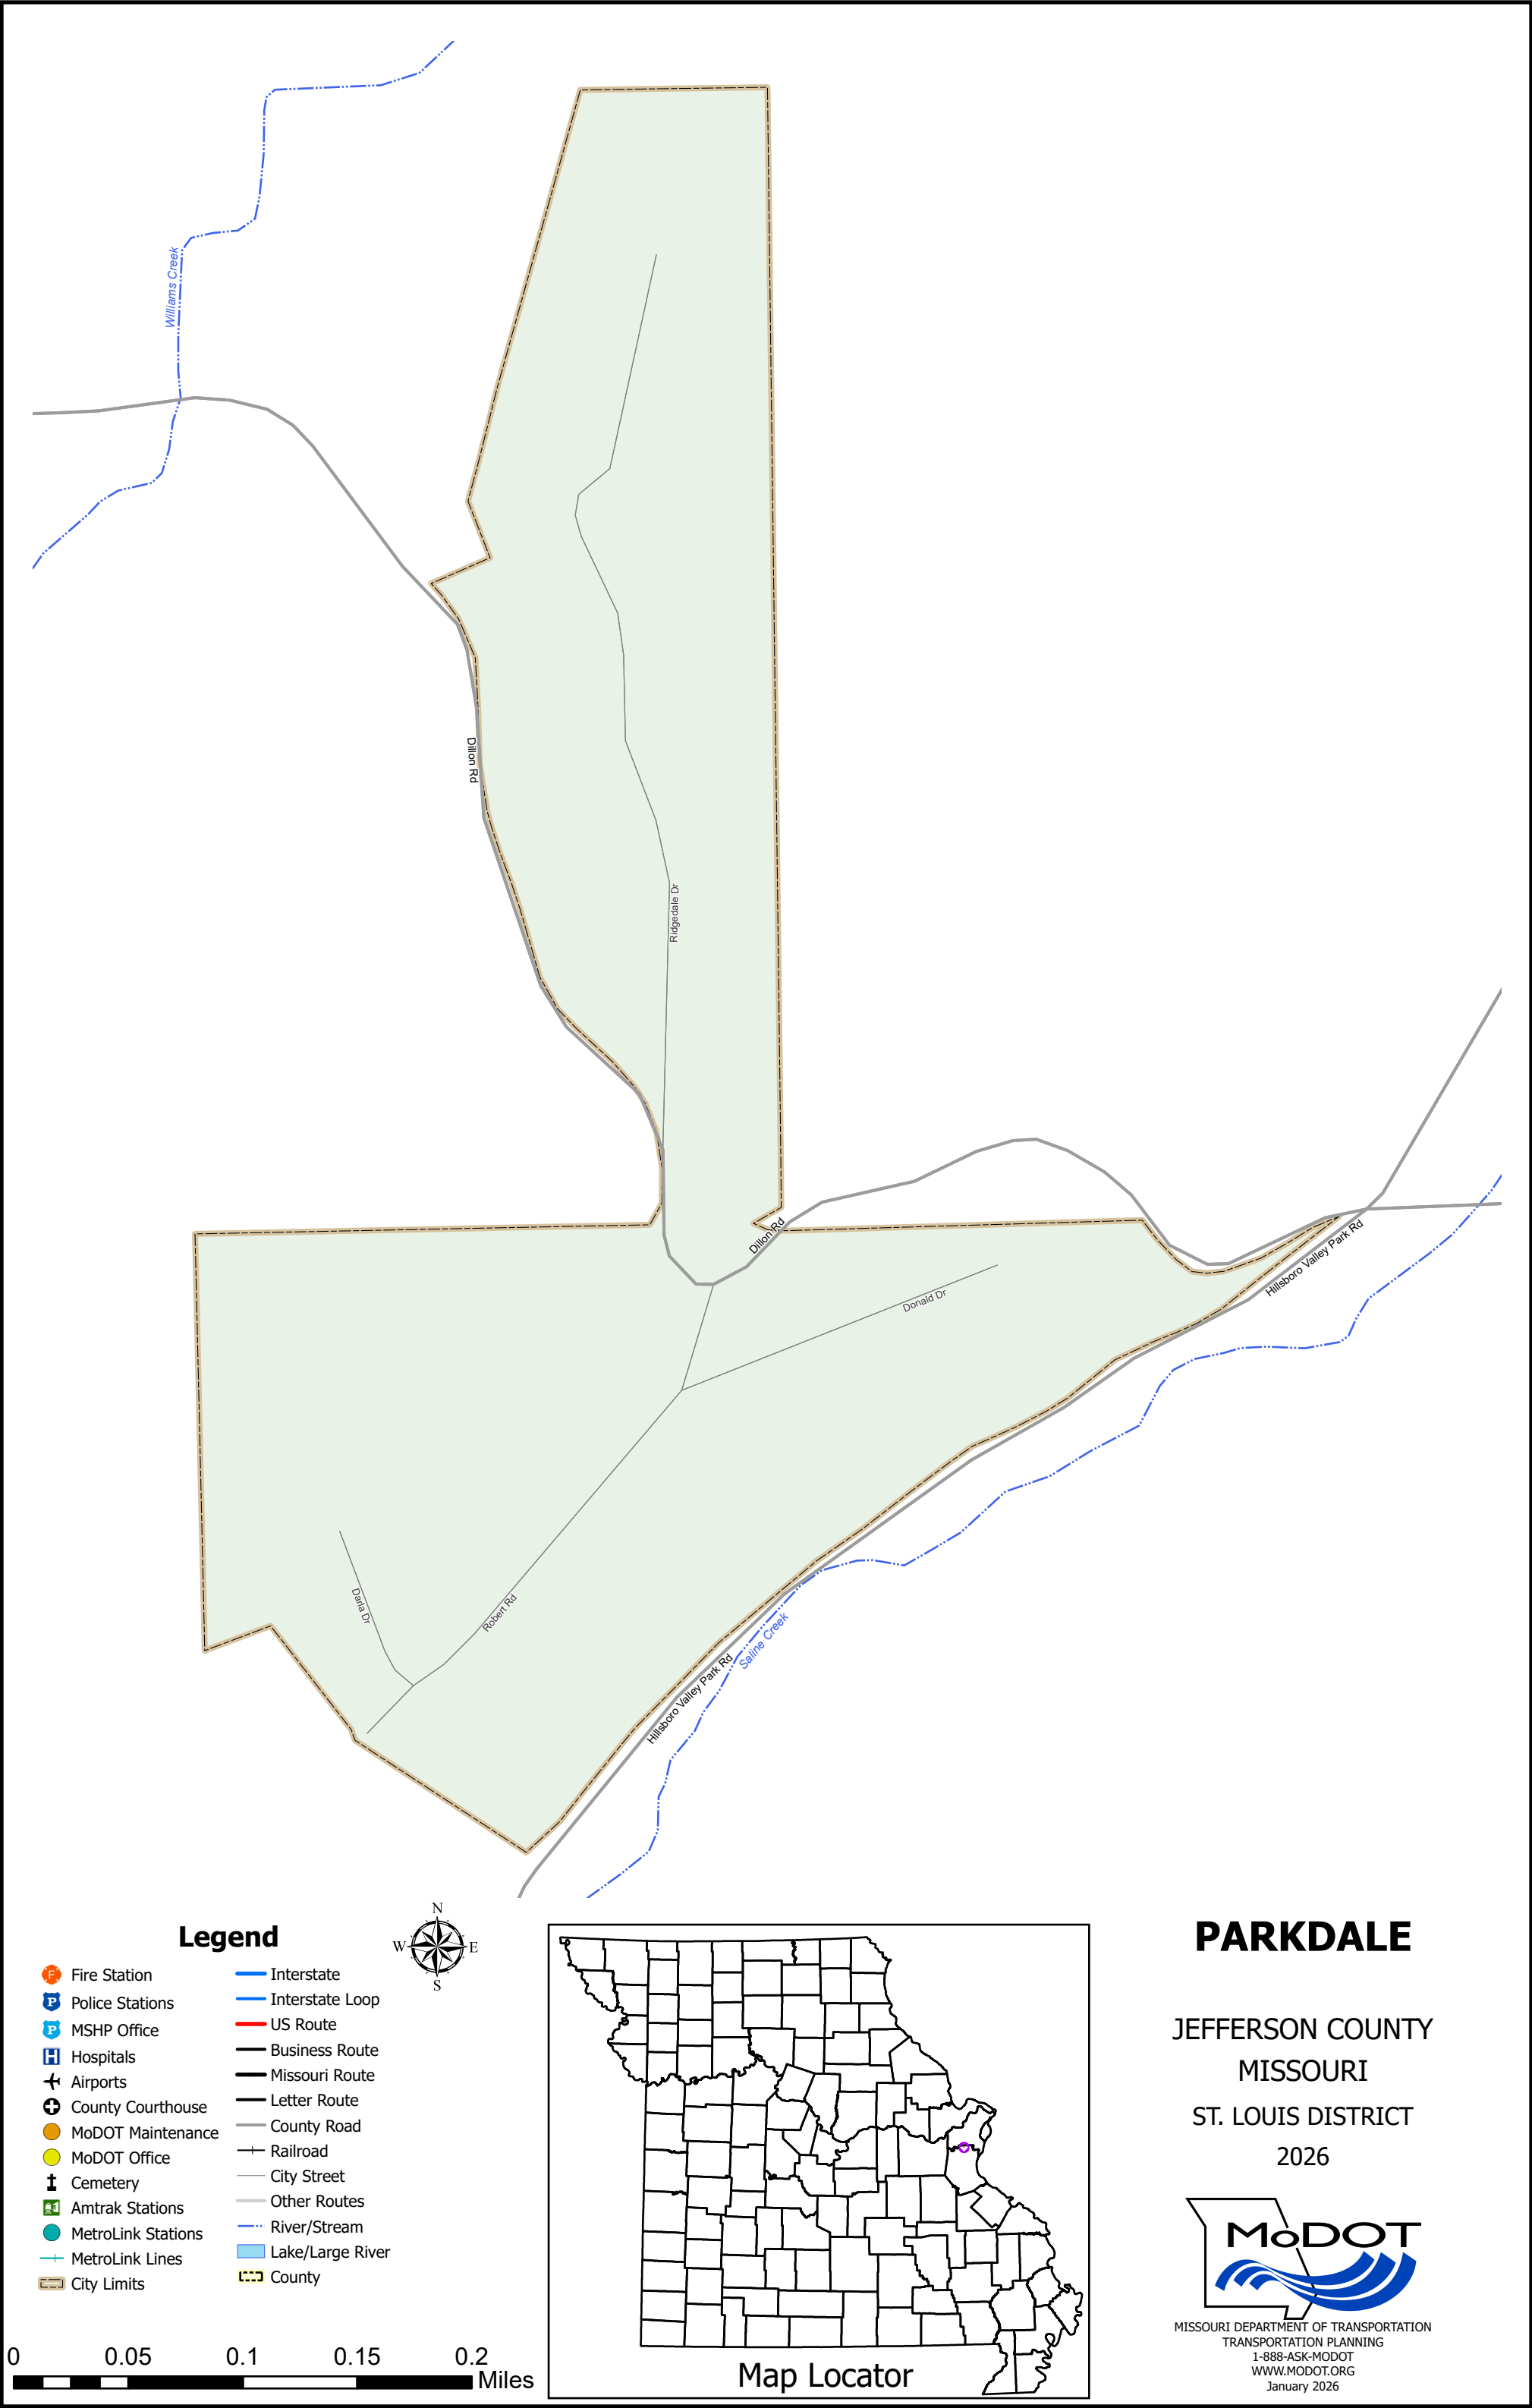 Williams Creek
Dillon Rd
Ridgedale Dr
Dillon Rd
Hillsboro Valley Park Rd
Donald Dr
Darla Dr
Robert Rd
Saline Creek
Hillsboro Valley Park Rd
Legend
N
W
E
S
F Fire Station
P Police Stations
P MSHP Office
H Hospitals
Airports
County Courthouse
MoDOT Maintenance
MoDOT Office
Cemetery
Amtrak Stations
MetroLink Stations
MetroLink Lines
City Limits
Interstate
Interstate Loop
US Route
Business Route
Missouri Route
Letter Route
County Road
Railroad
City Street
Other Routes
River/Stream
Lake/Large River
County
0 0.05 0.1 0.15 0.2
Miles
Map Locator
PARKDALE
JEFFERSON COUNTY
MISSOURI
ST. LOUIS DISTRICT
2026
MoDOT
MISSOURI DEPARTMENT OF TRANSPORTATION
TRANSPORTATION PLANNING
1-888-ASK-MODOT
WWW.MODOT.ORG
January 2026